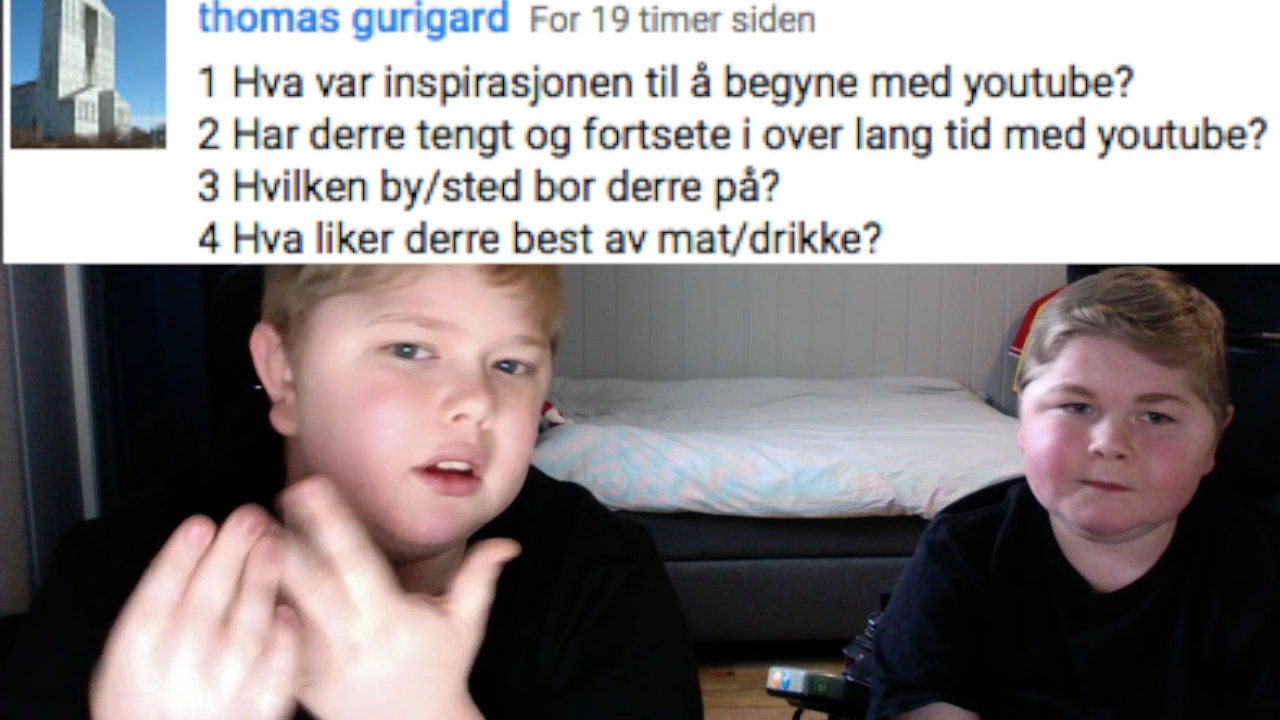 thomas gurigard For 19 timer siden
1 Hva var inspirasjonen til å begyne med youtube?
2 Har derre tengt og fortsete i over lang tid med youtube?
3 Hvilken by/sted bor derre på?
4 Hva liker derre best av mat/drikke?